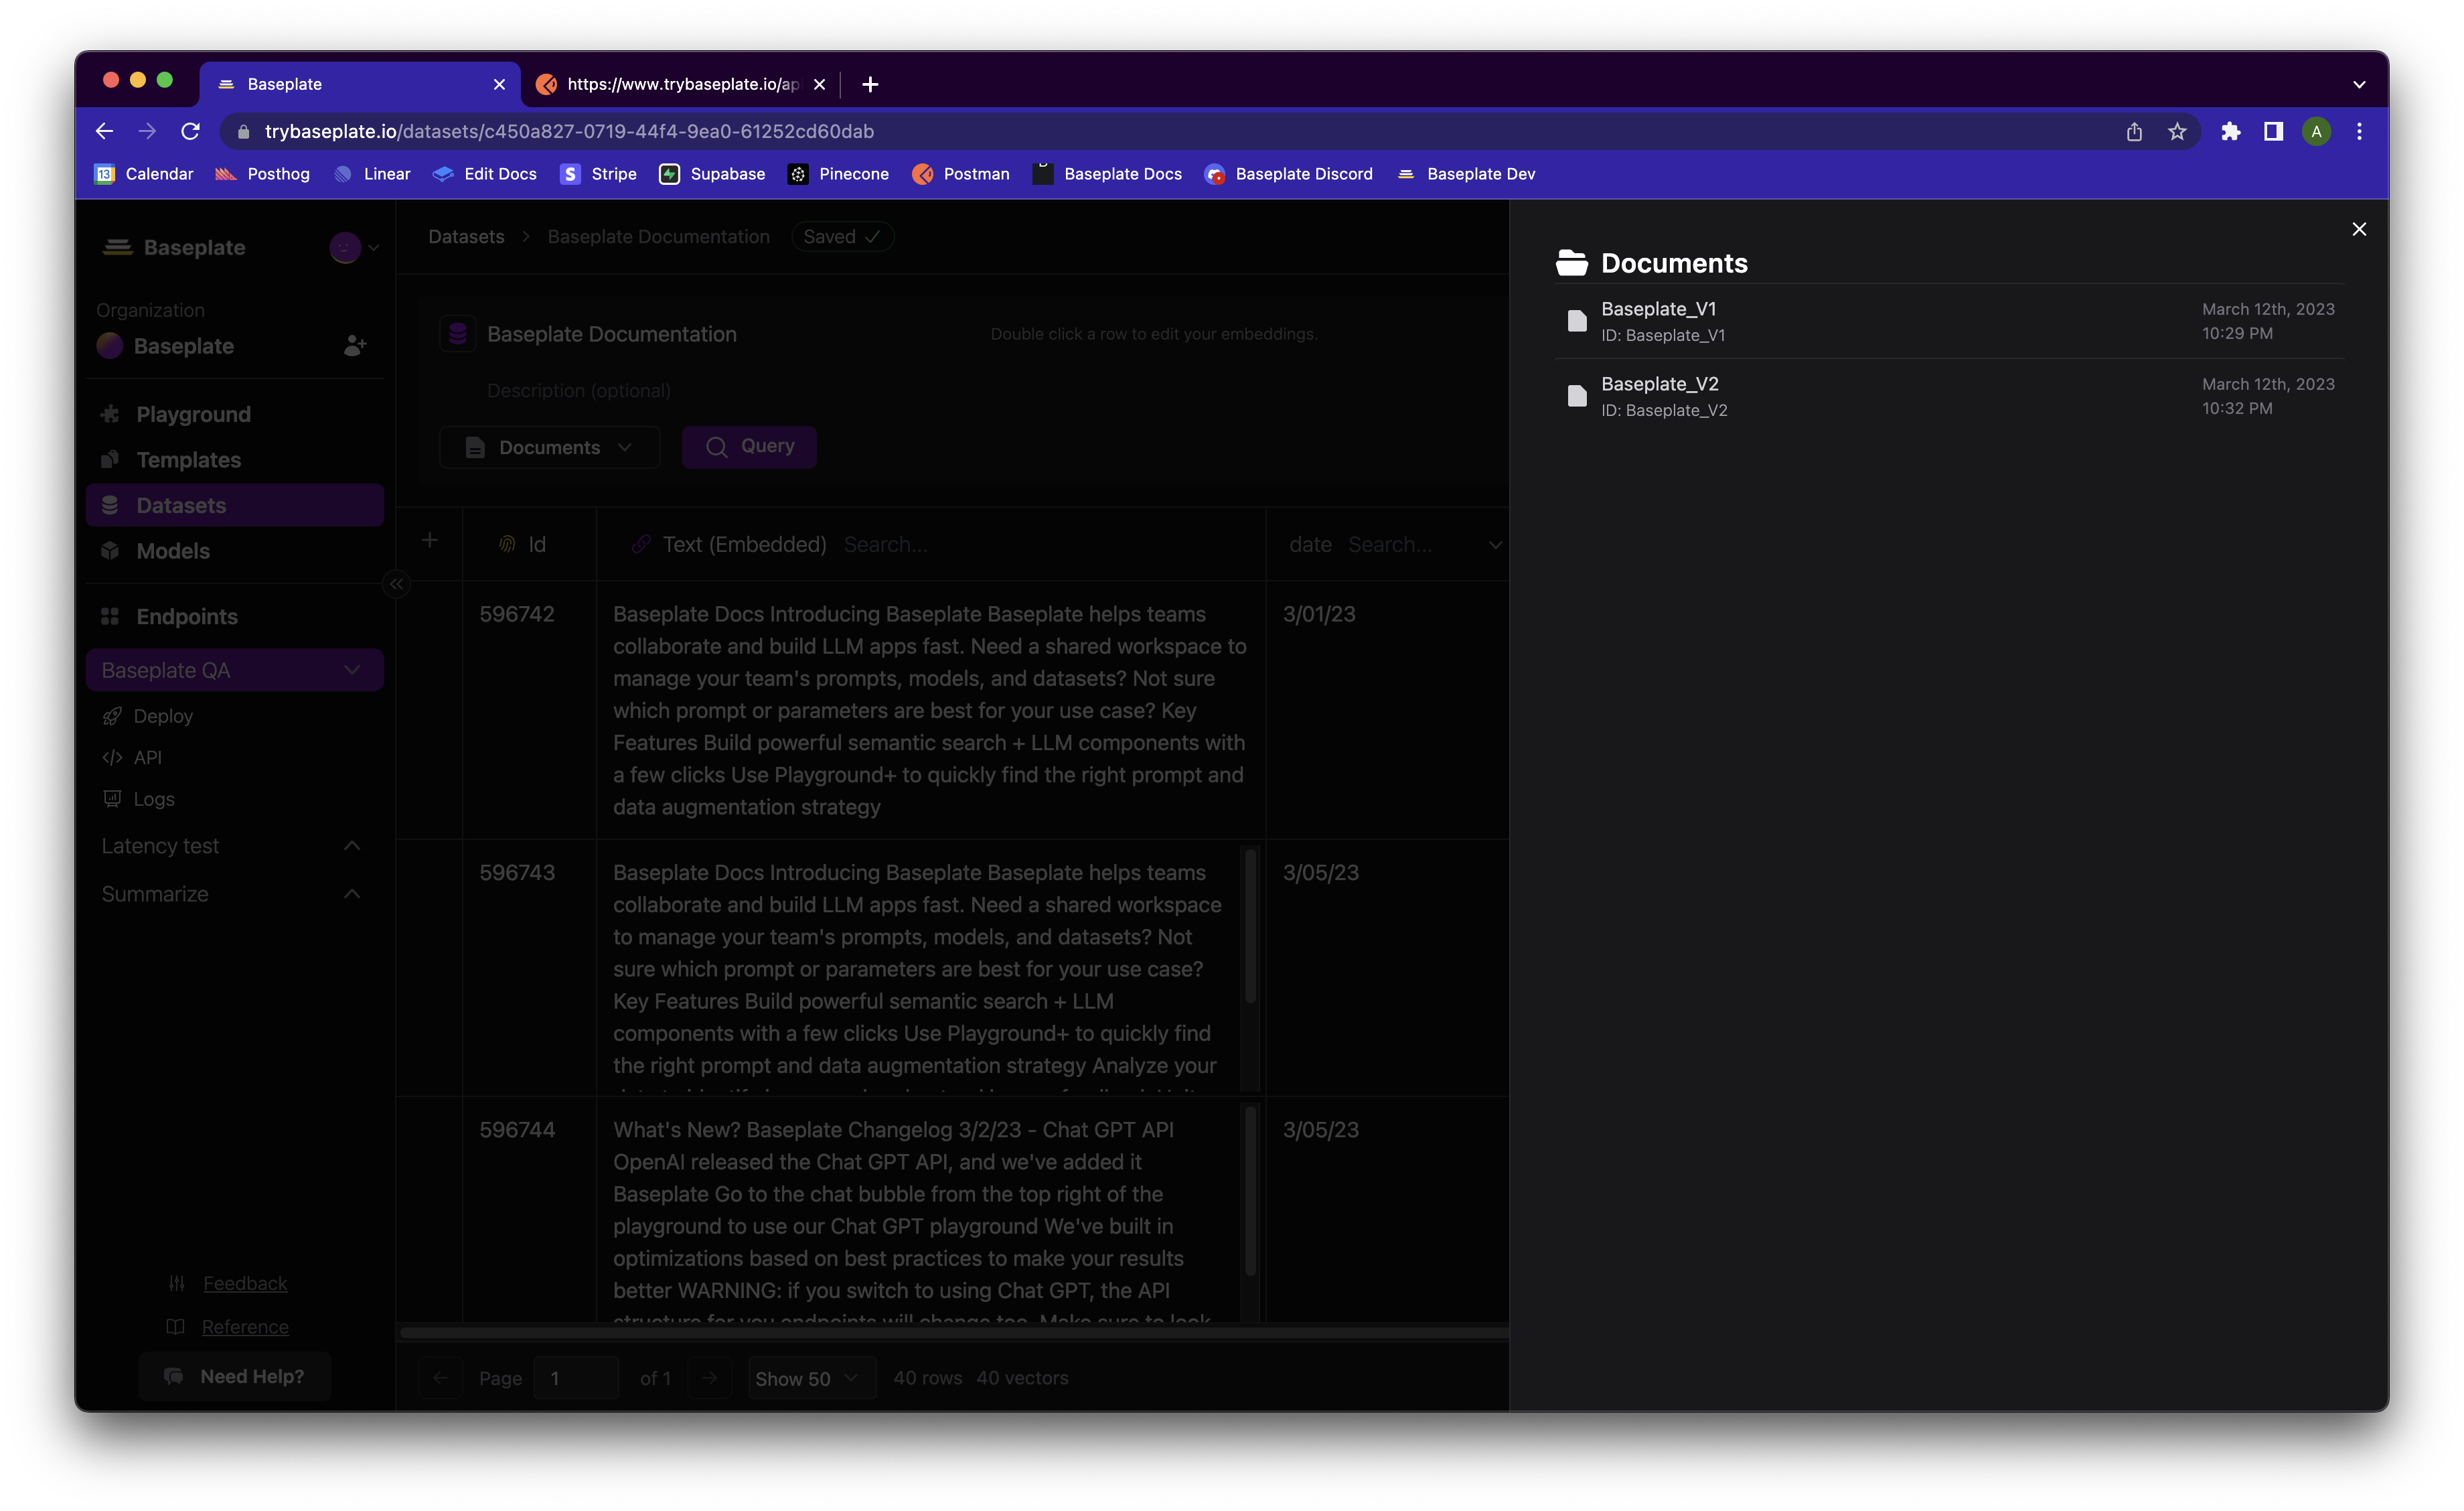 Baseplate
https://www.trybaseplate.io/ap
trybaseplate.io/datasets/c450a827-0719-44f4-9ea0-61252cd60dab
A
13 Calendar Posthog Linear Edit Docs S Stripe Supabase Pinecone Postman Baseplate Docs Baseplate Discord Baseplate Dev
Baseplate
Organization
Baseplate
Playground
Templates
Datasets
Models
Endpoints
Baseplate QA
Deploy
API
Logs
Latency test
Summarize
Feedback
Reference
Need Help?
Datasets > Baseplate Documentation Saved
Baseplate Documentation
Double click a row to edit your embeddings.
Description (optional)
Documents
Query
Id Text (Embedded) Search... date Search...
596742
Baseplate Docs Introducing Baseplate Baseplate helps teams
collaborate and build LLM apps fast. Need a shared workspace to
manage your team's prompts, models, and datasets? Not sure
which prompt or parameters are best for your use case? Key
Features Build powerful semantic search + LLM components with
a few clicks Use Playground+ to quickly find the right prompt and
data augmentation strategy
3/01/23
596743
Baseplate Docs Introducing Baseplate Baseplate helps teams
collaborate and build LLM apps fast. Need a shared workspace
to manage your team's prompts, models, and datasets? Not
sure which prompt or parameters are best for your use case?
Key Features Build powerful semantic search + LLM
components with a few clicks Use Playground+ to quickly find
the right prompt and data augmentation strategy Analyze your
3/05/23
596744
What's New? Baseplate Changelog 3/2/23 - Chat GPT API
OpenAI released the Chat GPT API, and we've added it
Baseplate Go to the chat bubble from the top right of the
playground to use our Chat GPT playground We've built in
optimizations based on best practices to make your results
better WARNING: if you switch to using Chat GPT, the API
structure for you endpoints will change too. Make sure to look
3/05/23
Page 1 of 1 Show 50 40 rows 40 vectors
Documents
Baseplate_V1
ID: Baseplate_V1
March 12th, 2023
10:29 PM
Baseplate_V2
ID: Baseplate_V2
March 12th, 2023
10:32 PM